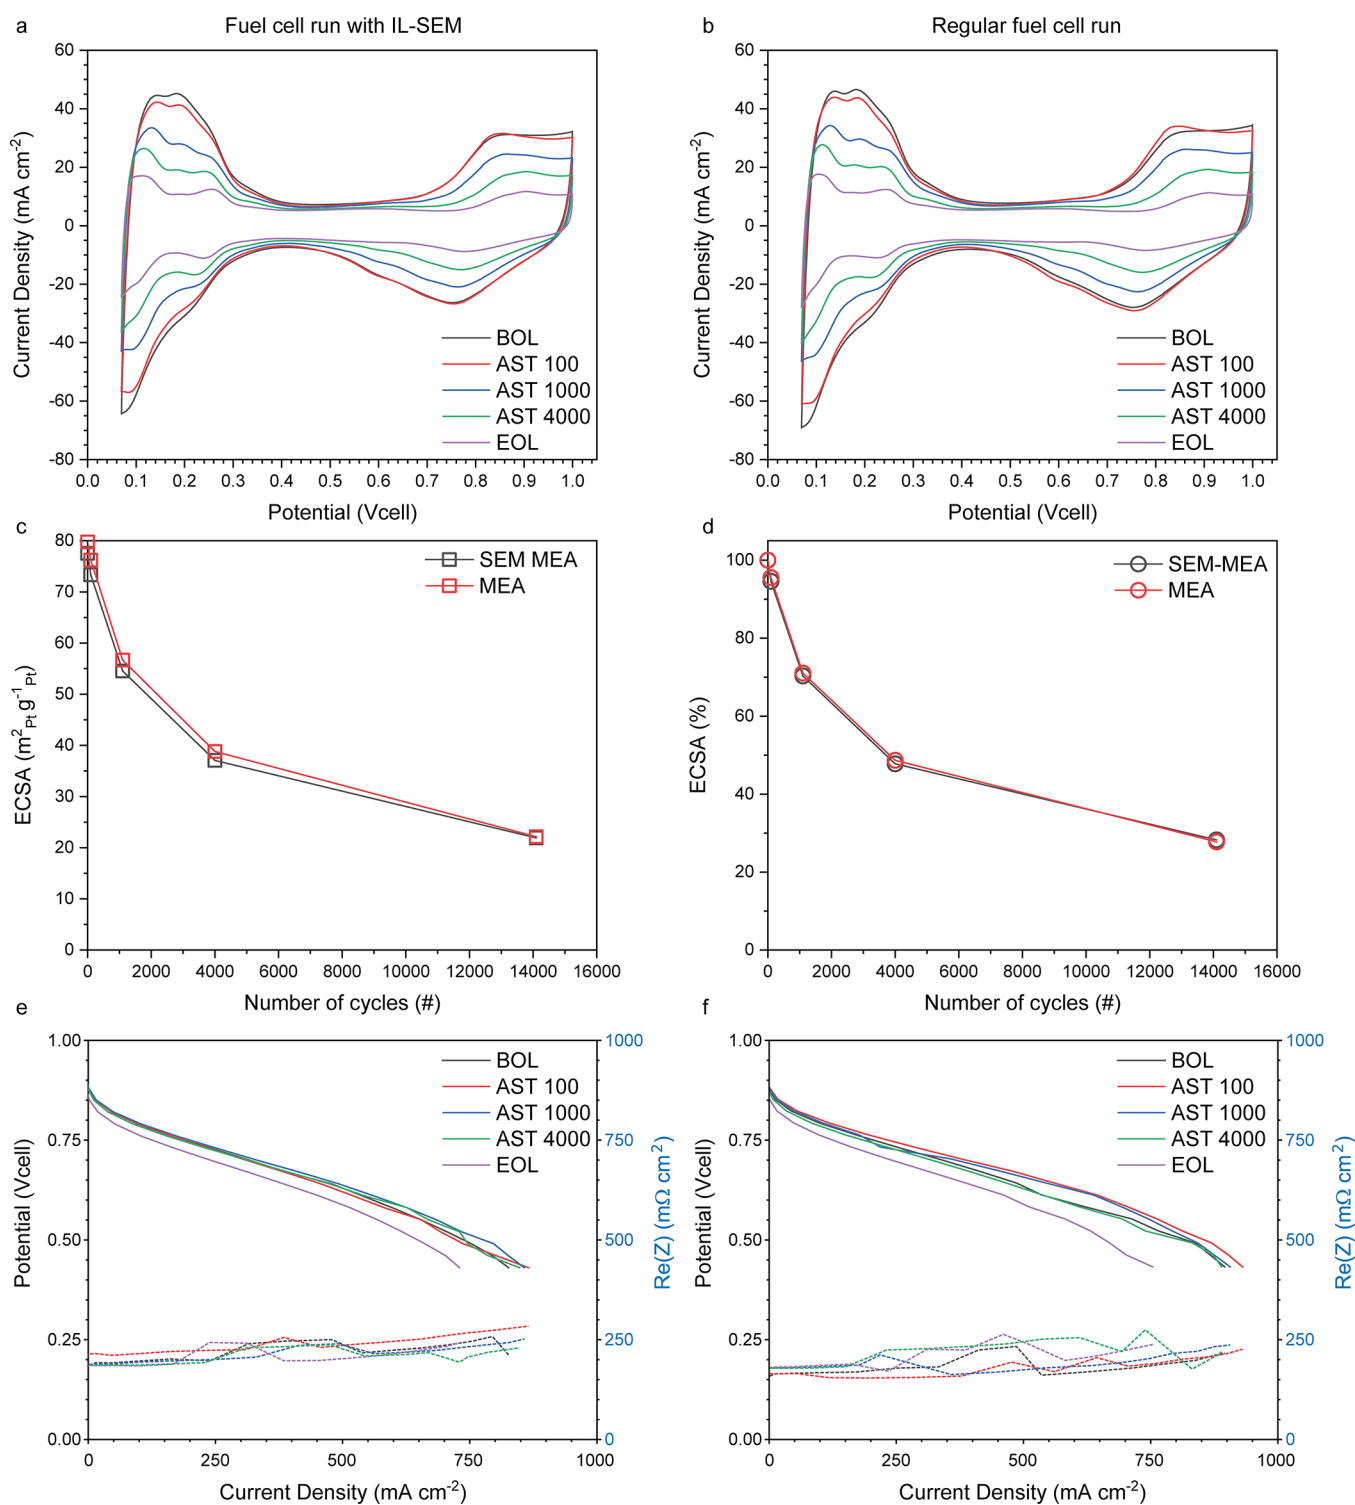 a Fuel cell run with IL-SEM
60
40
20
0
-20
-40
-60
-80
Current Density (mA cm⁻²)
BOL
AST 100
AST 1000
AST 4000
EOL
0.0 0.1 0.2 0.3 0.4 0.5 0.6 0.7 0.8 0.9 1.0
Potential (Vcell)
b Regular fuel cell run
60
40
20
0
-20
-40
-60
-80
Current Density (mA cm⁻²)
BOL
AST 100
AST 1000
AST 4000
EOL
0.0 0.1 0.2 0.3 0.4 0.5 0.6 0.7 0.8 0.9 1.0
Potential (Vcell)
c
80
70
60
50
40
30
20
10
0
ECSA (m²Pt g⁻¹Pt)
SEM MEA
MEA
0 2000 4000 6000 8000 10000 12000 14000 16000
Number of cycles (#)
d
100
80
60
40
20
0
ECSA (%)
SEM-MEA
MEA
0 2000 4000 6000 8000 10000 12000 14000 16000
Number of cycles (#)
e
1.00
0.75
0.50
0.25
0.00
Potential (Vcell)
BOL
AST 100
AST 1000
AST 4000
EOL
1000
750
500
250
0
Re(Z) (mΩ cm²)
0 250 500 750 1000
Current Density (mA cm⁻²)
f
1.00
0.75
0.50
0.25
0.00
Potential (Vcell)
BOL
AST 100
AST 1000
AST 4000
EOL
1000
750
500
250
0
Re(Z) (mΩ cm²)
0 250 500 750 1000
Current Density (mA cm⁻²)